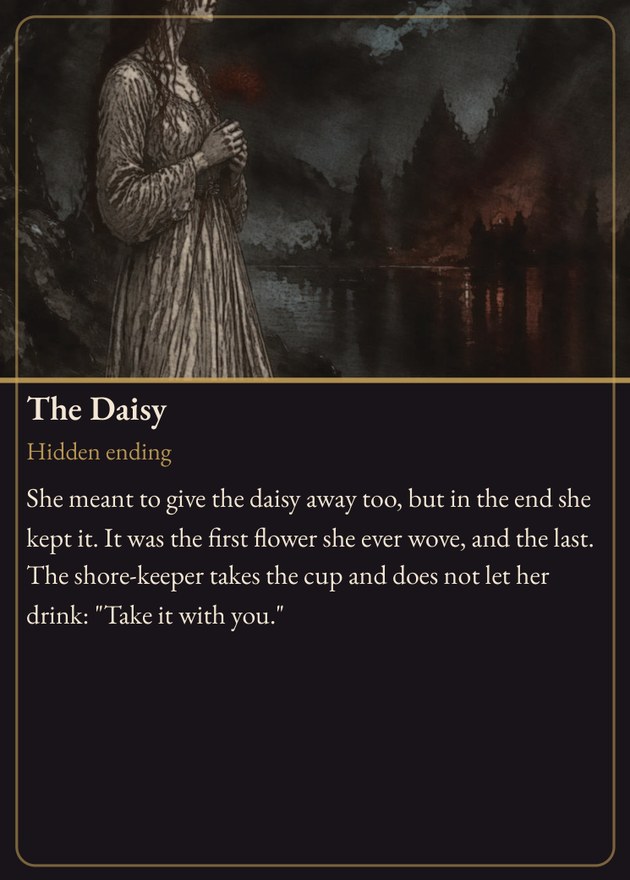 The Daisy
Hidden ending
She meant to give the daisy away too, but in the end she
kept it. It was the first flower she ever wove, and the last.
The shore-keeper takes the cup and does not let her
drink: "Take it with you."